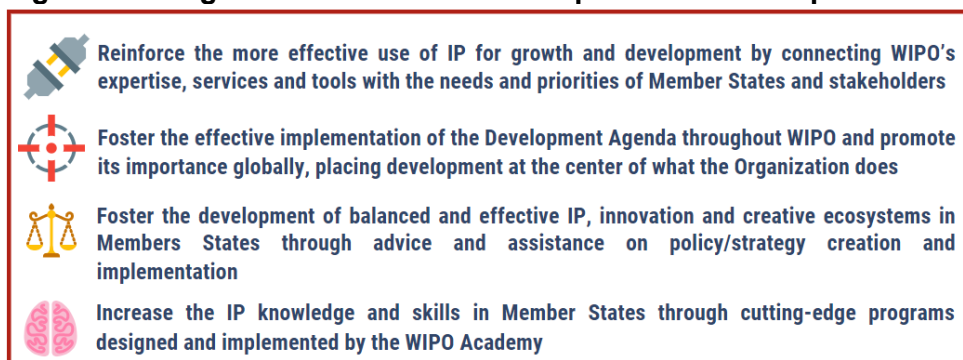 Reinforce the more effective use of IP for growth and development by connecting WIPO's
expertise, services and tools with the needs and priorities of Member States and stakeholders
Foster the effective implementation of the Development Agenda throughout WIPO and promote
its importance globally, placing development at the center of what the Organization does
Foster the development of balanced and effective IP, innovation and creative ecosystems in
Members States through advice and assistance on policy/strategy creation and
implementation
Increase the IP knowledge and skills in Member States through cutting-edge programs
designed and implemented by the WIPO Academy